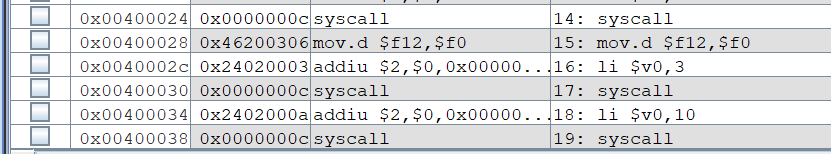 0x00400024 0x0000000c syscall 14: syscall
0x00400028 0x46200306 mov.d $f12,$f0 15: mov.d $f12,$f0
0x0040002c 0x24020003 addiu $2,$0,0x00000... 16: li $v0,3
0x00400030 0x0000000c syscall 17: syscall
0x00400034 0x2402000a addiu $2,$0,0x00000... 18: li $v0,10
0x00400038 0x0000000c syscall 19: syscall